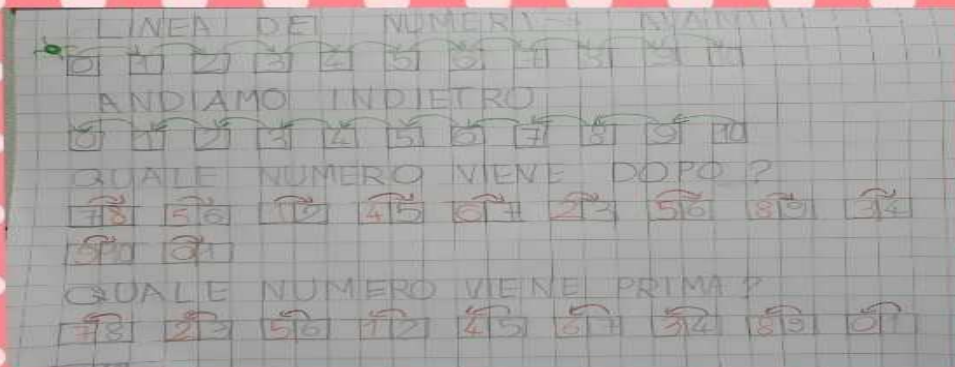 LINEA DEI NUMERI → AVANTI
0 1 2 3 4 5 6 7 8 9
ANDIAMO INDIETRO
0 1 2 3 4 5 6 7 8 9 10
QUALE NUMERO VIENE DOPO ?
7 8 5 6 1 2 4 5 6 7 2 3 5 6 8 9 3 4
0 1
QUALE NUMERO VIENE PRIMA ?
7 8 2 3 5 6 1 2 4 5 6 7 3 4 8 9 0 1